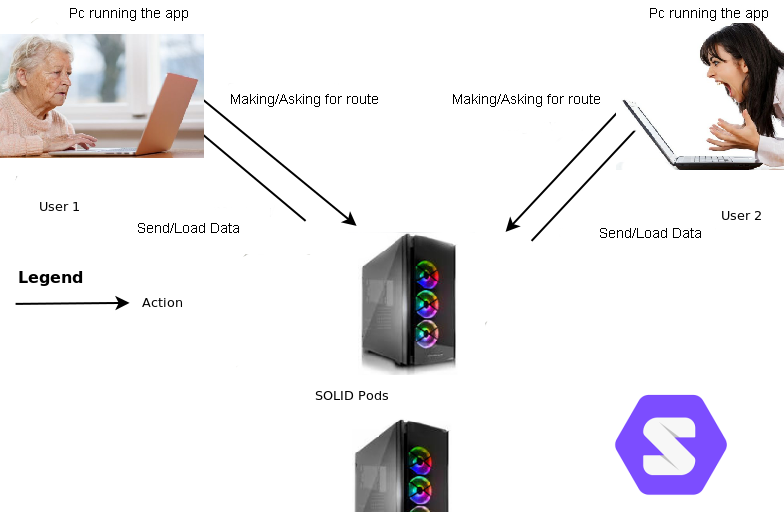 Pc running the app
Pc running the app
Making/Asking for route
Making/Asking for route
User 1
User 2
Send/Load Data
Send/Load Data
Legend
Action
SOLID Pods